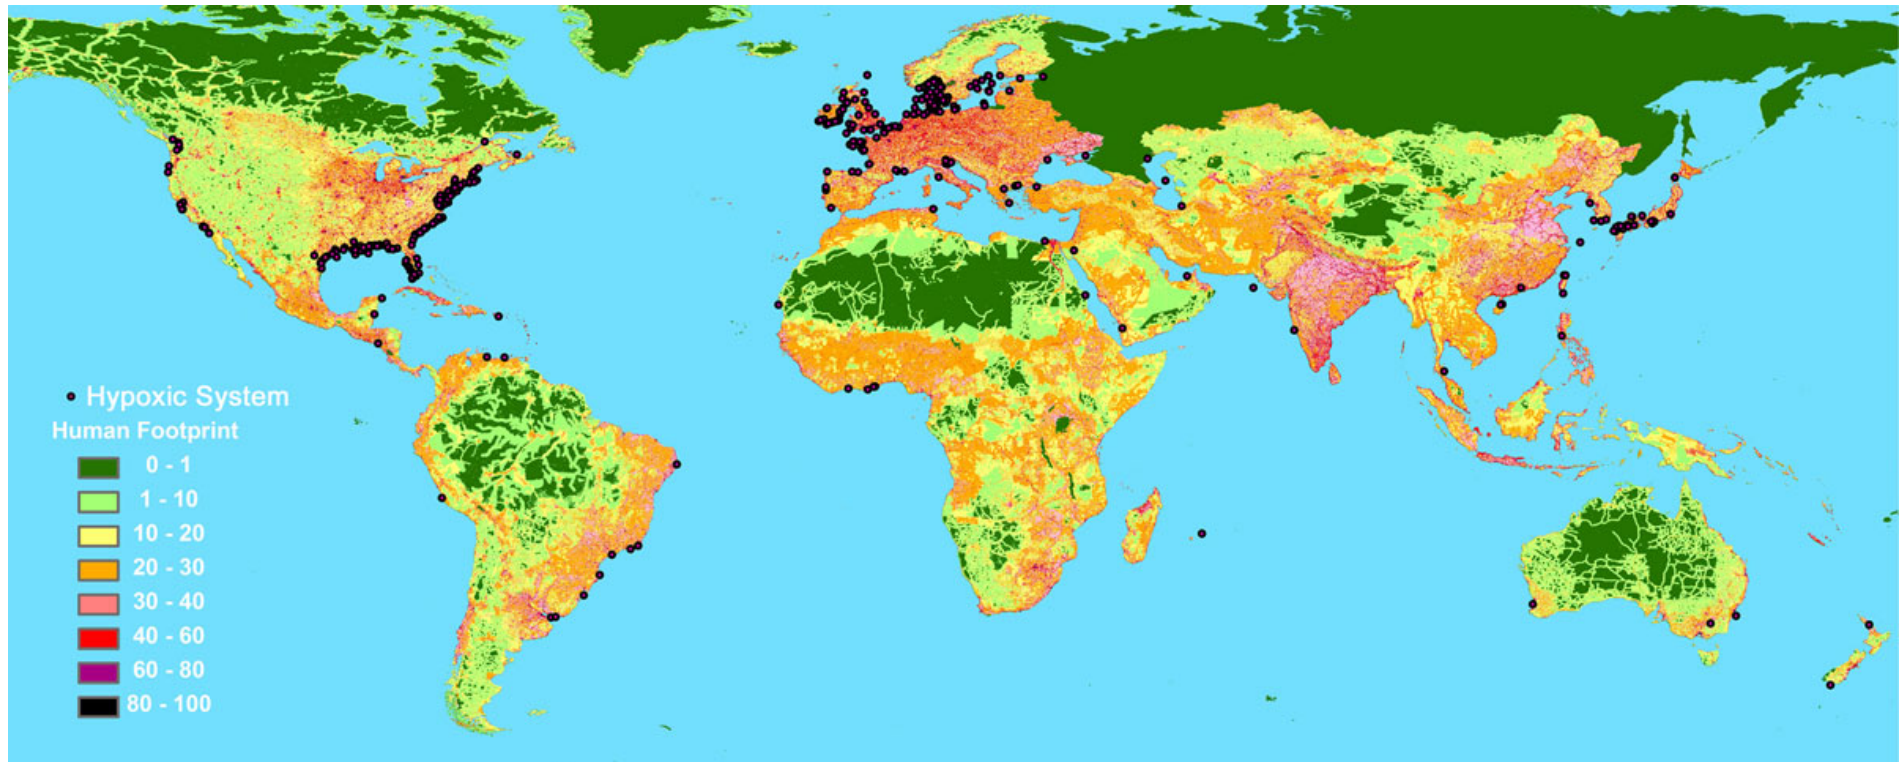 Hypoxic System
Human Footprint
0 - 1
1 - 10
10 - 20
20 - 30
30 - 40
40 - 60
60 - 80
80 - 100